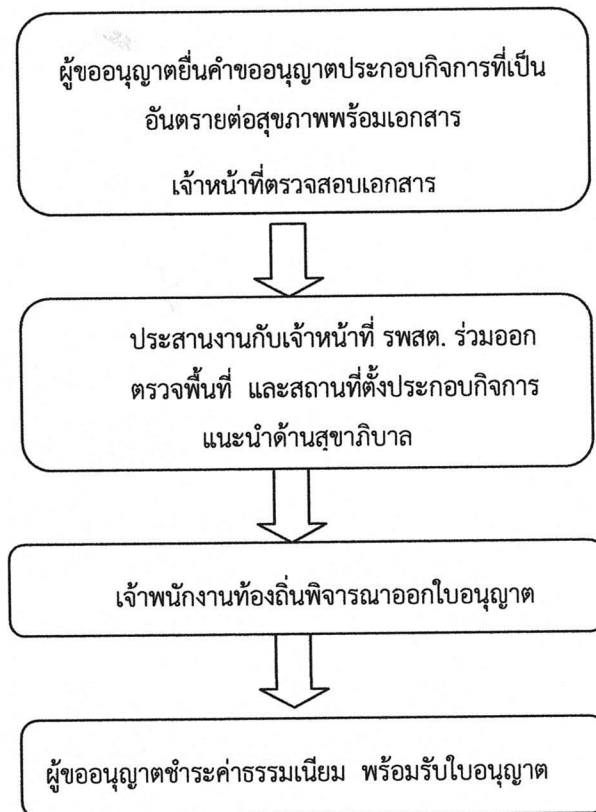 ผู้ขออนุญาตยื่นคำขออนุญาตประกอบกิจการที่เป็น
อันตรายต่อสุขภาพพร้อมเอกสาร
เจ้าหน้าที่ตรวจสอบเอกสาร
ประสานงานกับเจ้าหน้าที่ รพสต. ร่วมออก
ตรวจพื้นที่ และสถานที่ตั้งประกอบกิจการ
แนะนำด้านสุขาภิบาล
เจ้าพนักงานท้องถิ่นพิจารณาออกใบอนุญาต
ผู้ขออนุญาตชำระค่าธรรมเนียม พร้อมรับใบอนุญาต